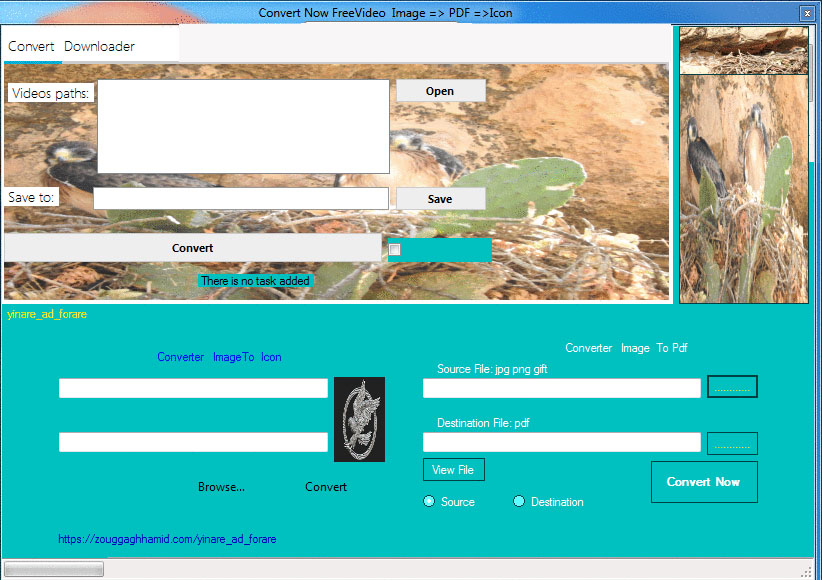 Convert Now FreeVideo  Image => PDF =>Icon
Convert  Downloader
Videos paths:
Open
Save to:
Save
Convert
There is no task added
yinare_ad_forare
Converter  ImageTo  Icon
Browse...
Convert
https://zouggaghhamid.com/yinare_ad_forare
Converter  Image  To Pdf
Source File: jpg png gift
............
Destination File: pdf
............
View File
Source
Destination
Convert Now